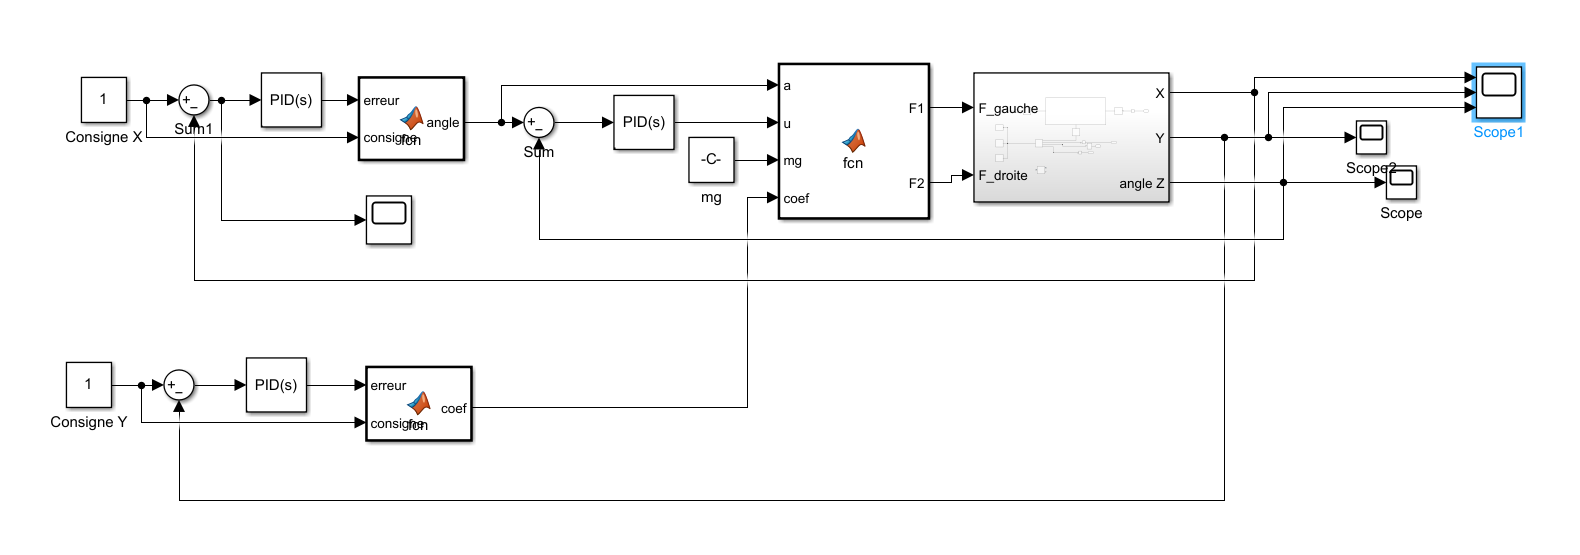 1
Consigne X
+
−
Sum1
PID(s)
erreur
consigne
fcn
angle
+
−
Sum
PID(s)
-C-
mg
a
u
mg
coef
fcn
F1
F2
F_gauche
F_droite
X
Y
angle Z
Scope1
Scope2
Scope
1
Consigne Y
+
−
PID(s)
erreur
consigne
fcn
coef